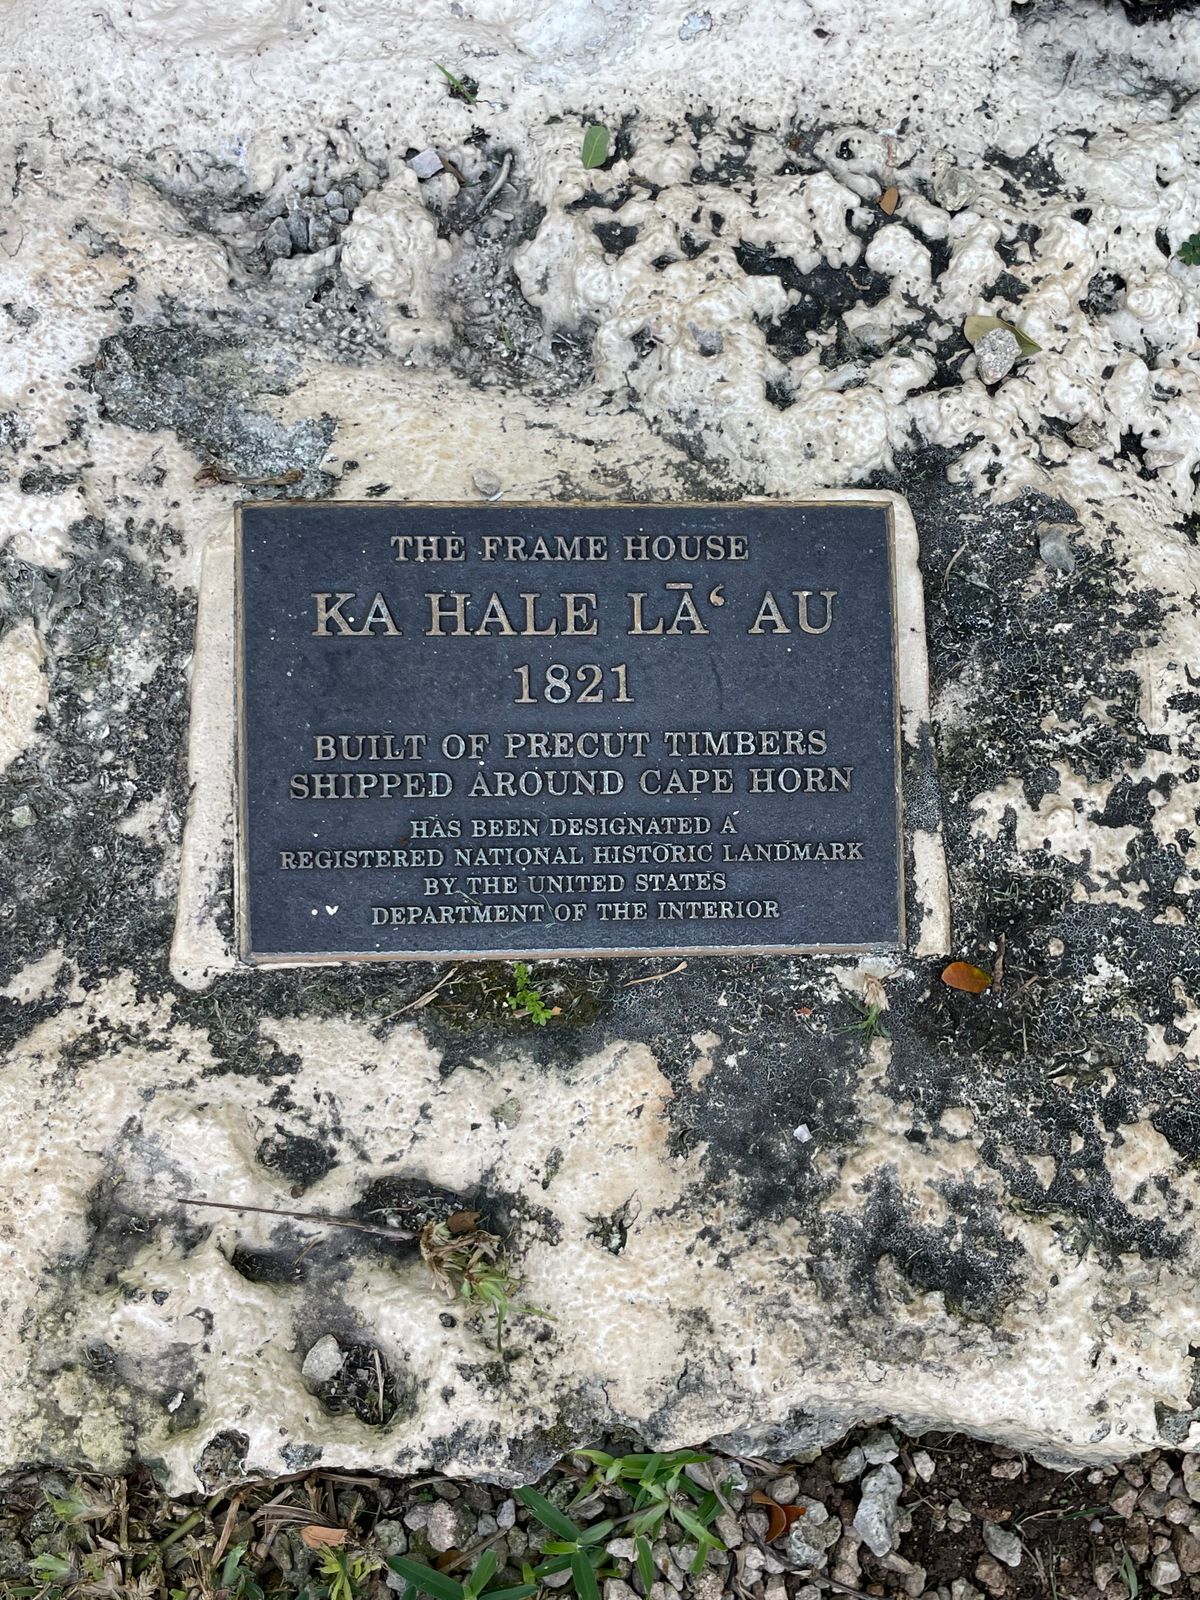 THE FRAME HOUSE
KA HALE LĀʻ AU
1821
BUILT OF PRECUT TIMBERS
SHIPPED AROUND CAPE HORN
HAS BEEN DESIGNATED A
REGISTERED NATIONAL HISTORIC LANDMARK
BY THE UNITED STATES
DEPARTMENT OF THE INTERIOR